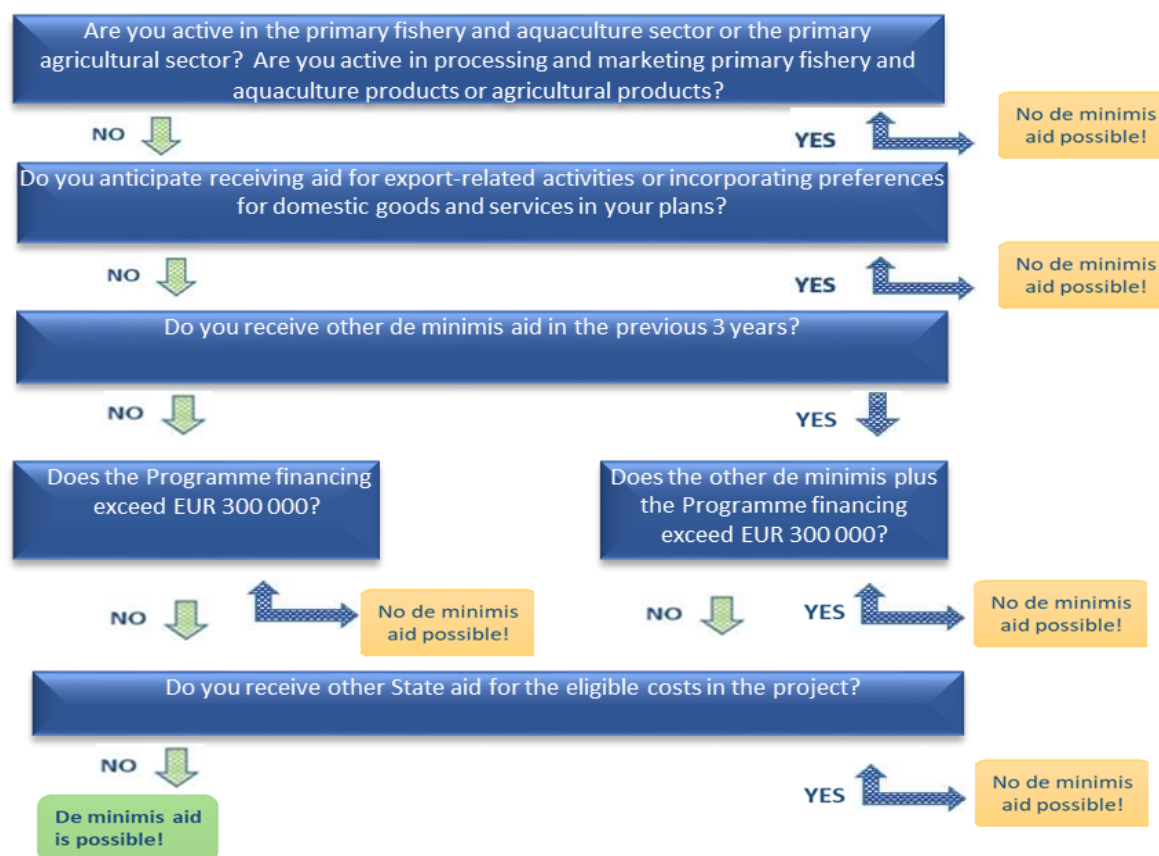 Are you active in the primary fishery and aquaculture sector or the primary
agricultural sector? Are you active in processing and marketing primary fishery and
aquaculture products or agricultural products?
NO
YES
No de minimis
aid possible!
Do you anticipate receiving aid for export-related activities or incorporating preferences
for domestic goods and services in your plans?
NO
YES
No de minimis
aid possible!
Do you receive other de minimis aid in the previous 3 years?
NO
YES
Does the Programme financing
exceed EUR 300 000?
Does the other de minimis plus
the Programme financing
exceed EUR 300 000?
NO
No de minimis
aid possible!
NO
YES
No de minimis
aid possible!
Do you receive other State aid for the eligible costs in the project?
NO
YES
No de minimis
aid possible!
De minimis aid
is possible!